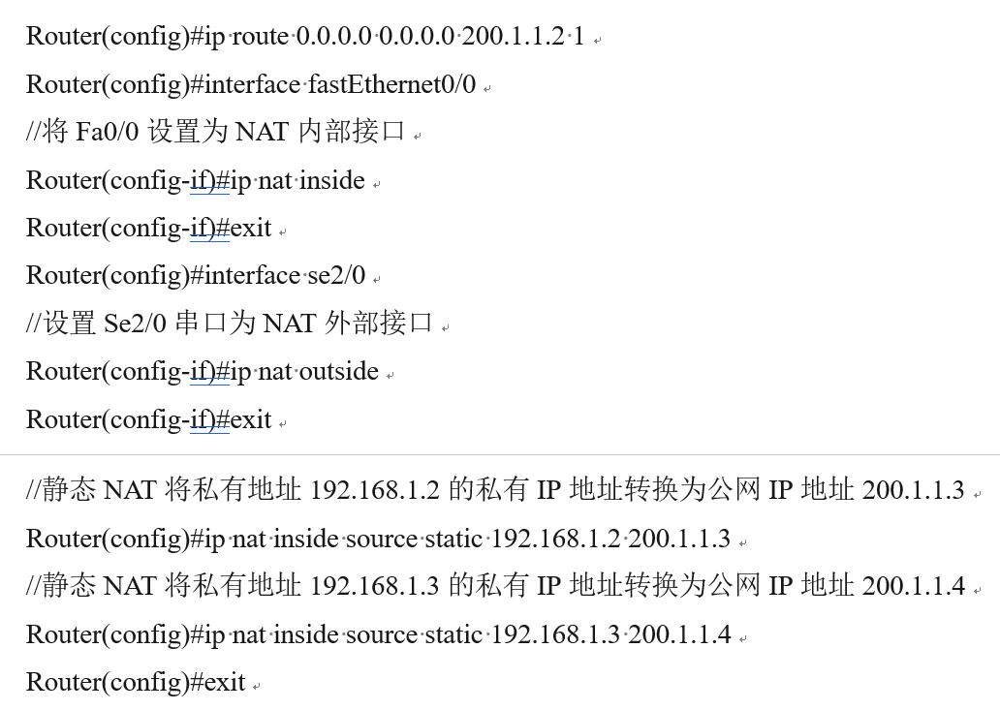 Router(config)#ip route 0.0.0.0 0.0.0.0 200.1.1.2 1
Router(config)#interface fastEthernet0/0
//将 Fa0/0 设置为 NAT 内部接口
Router(config-if)#ip nat inside
Router(config-if)#exit
Router(config)#interface se2/0
//设置 Se2/0 串口为 NAT 外部接口
Router(config-if)#ip nat outside
Router(config-if)#exit
//静态 NAT 将私有地址 192.168.1.2 的私有 IP 地址转换为公网 IP 地址 200.1.1.3
Router(config)#ip nat inside source static 192.168.1.2 200.1.1.3
//静态 NAT 将私有地址 192.168.1.3 的私有 IP 地址转换为公网 IP 地址 200.1.1.4
Router(config)#ip nat inside source static 192.168.1.3 200.1.1.4
Router(config)#exit